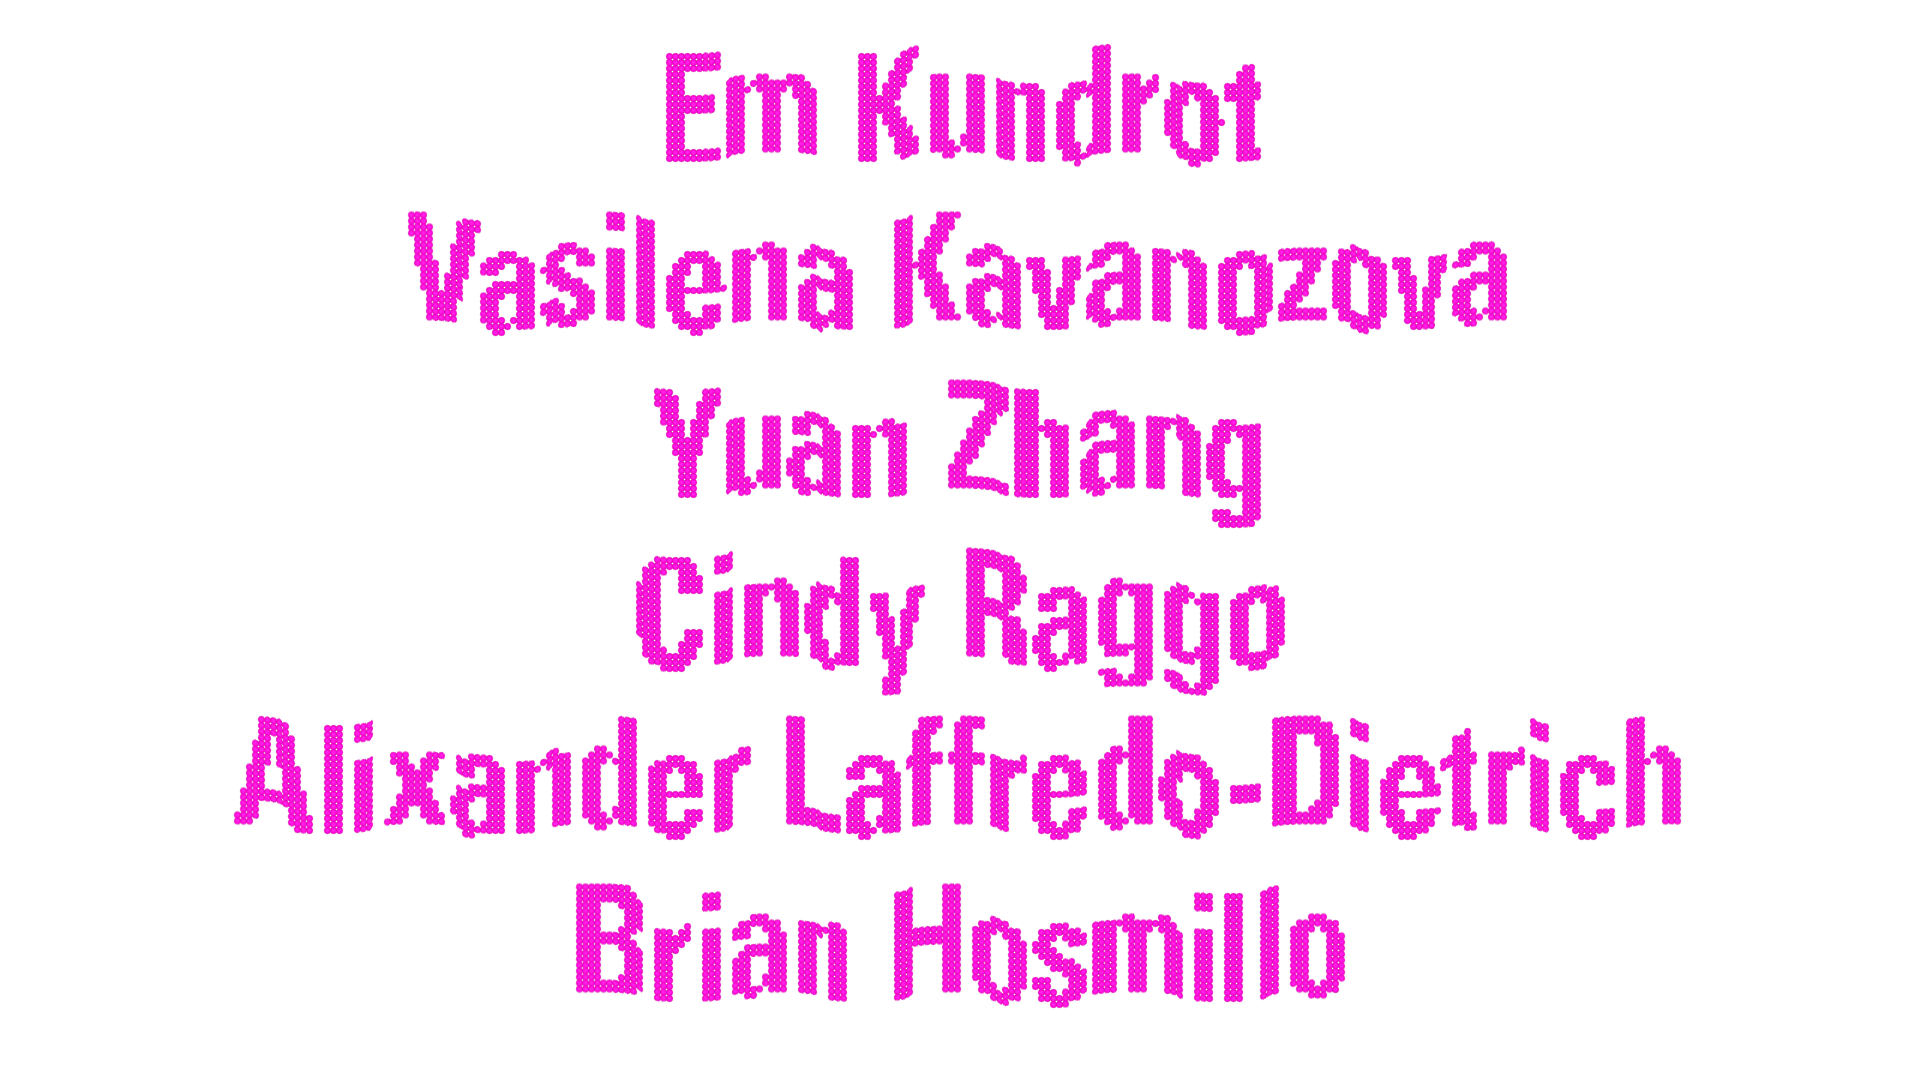 Em Kundrot
Vasilena Kavanozova
Yuan Zhang
Cindy Raggo
Alixander Laffredo-Dietrich
Brian Hosmillo